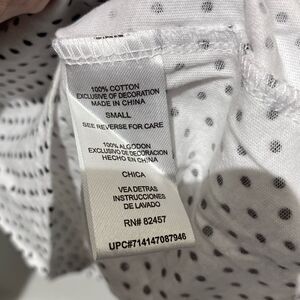 100% COTTON
EXCLUSIVE OF DECORATION
MADE IN CHINA
SMALL
SEE REVERSE FOR CARE
100% ALGODON
EXCLUSIVO DE DECORACION
HECHO EN CHINA
CHICA
VEA DETRAS
INSTRUCCIONES
DE LAVADO
RN# 82457
UPC#714147087946